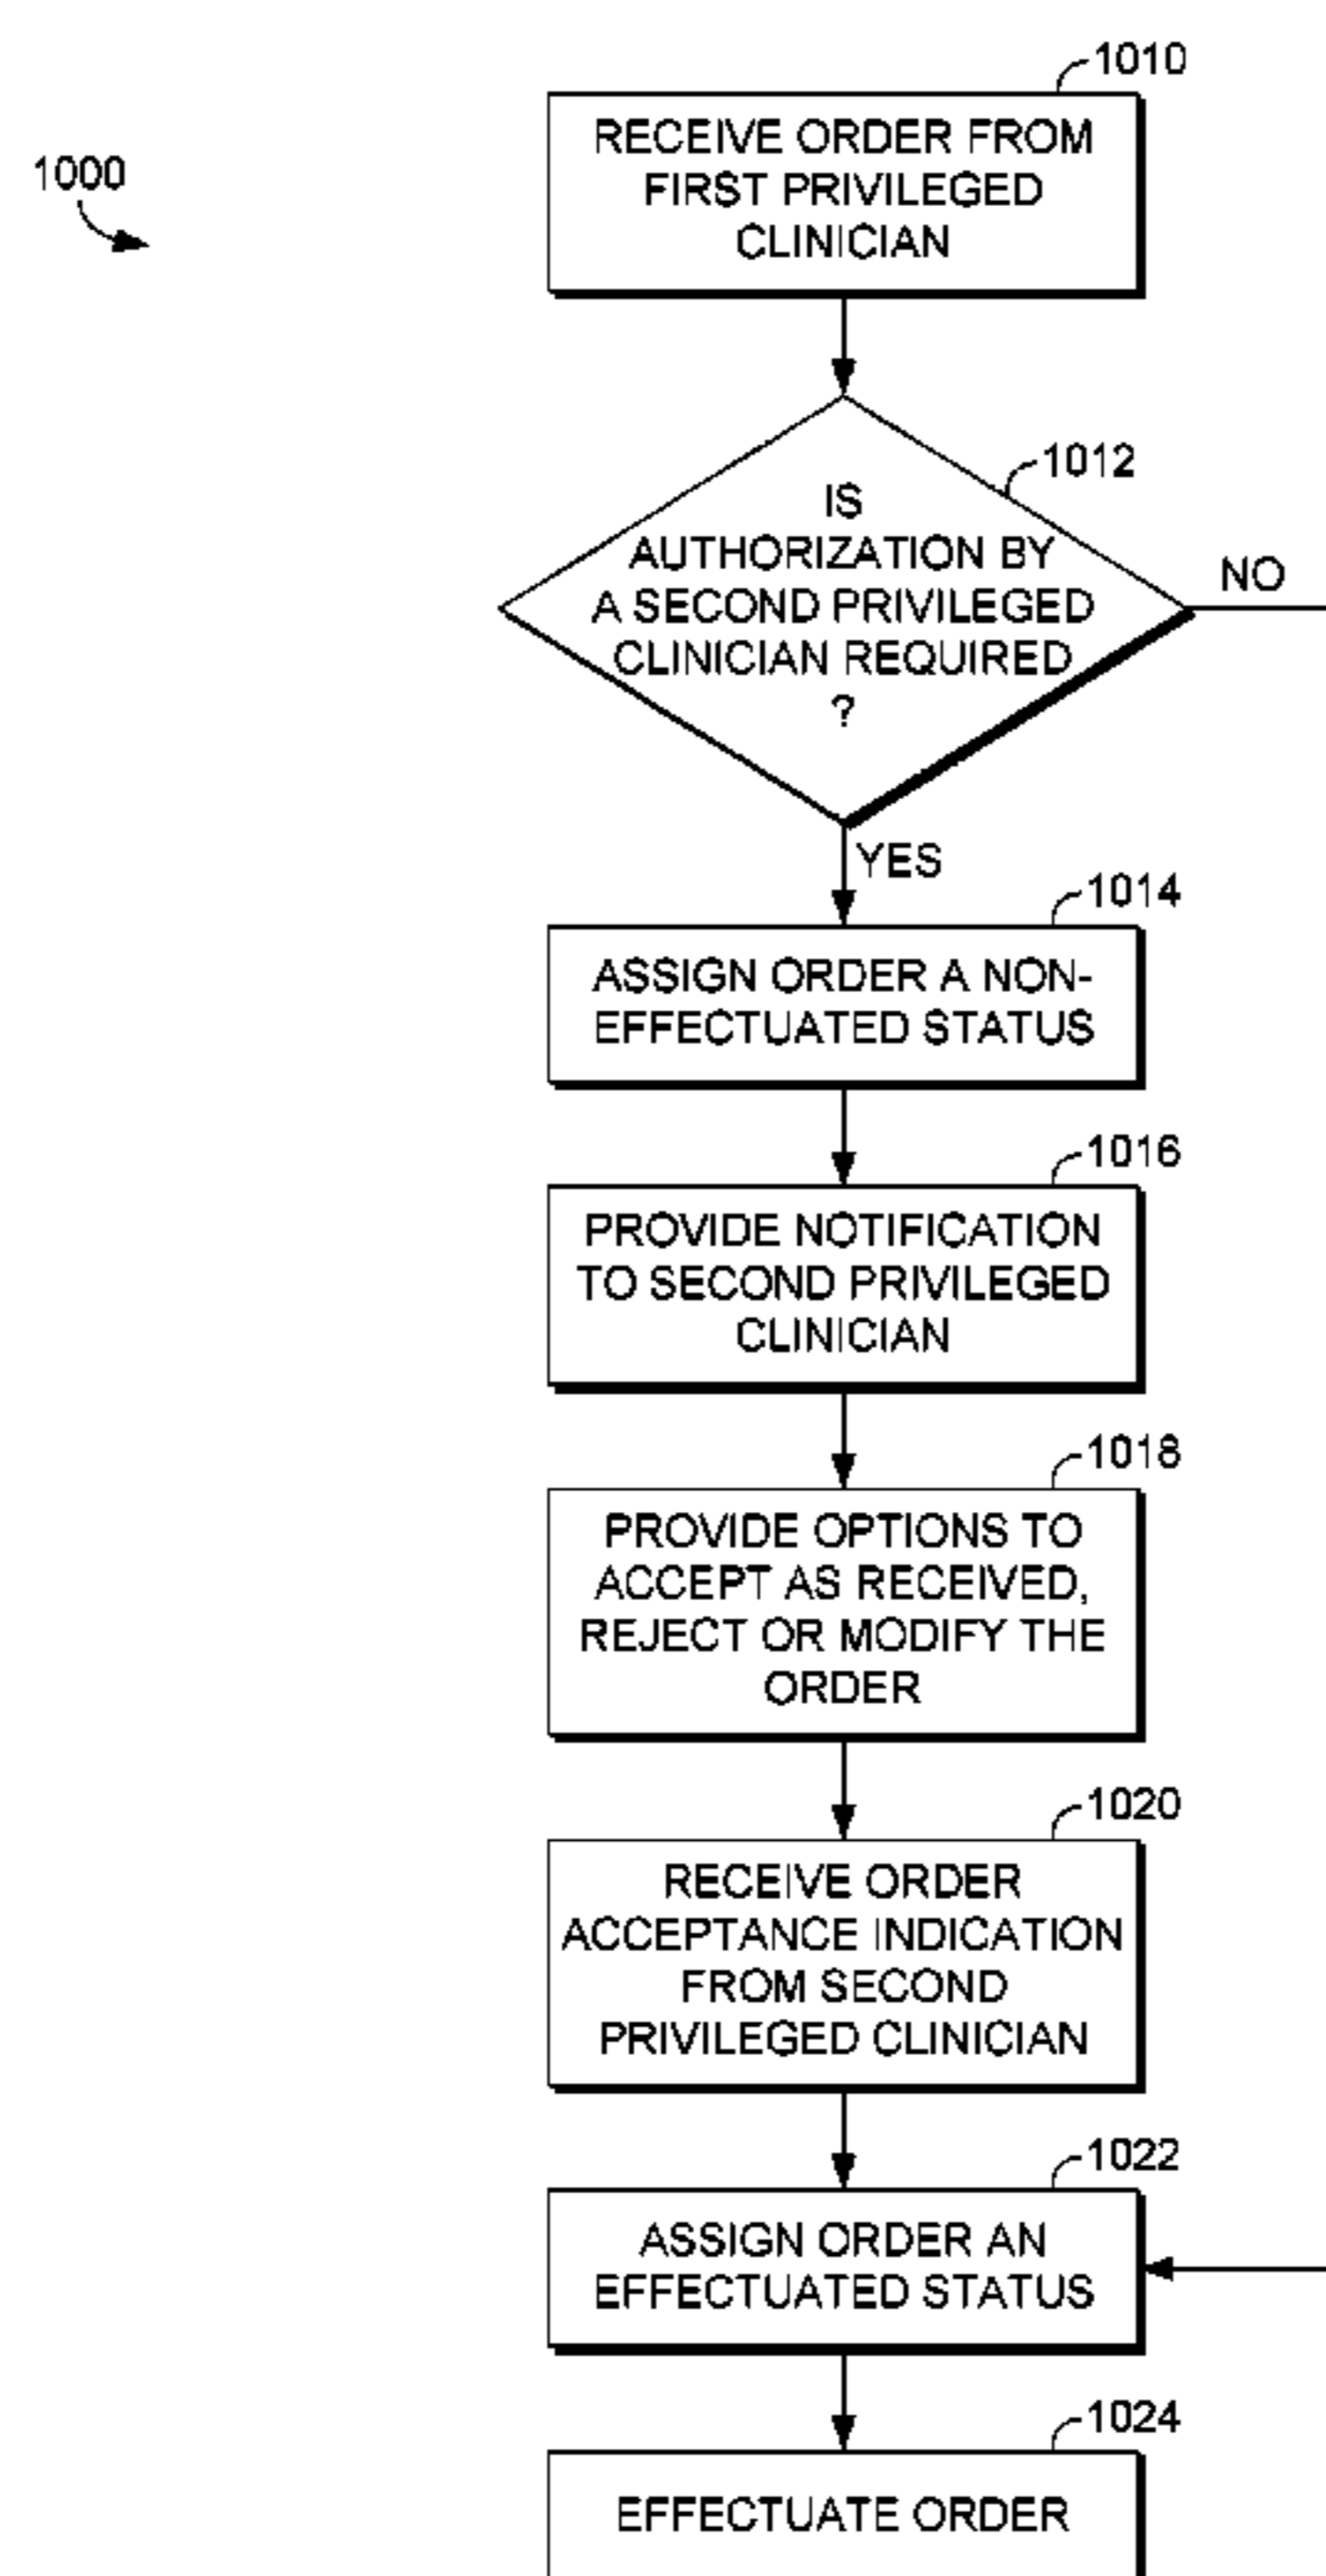 1010
RECEIVE ORDER FROM
FIRST PRIVILEGED
CLINICIAN
1000
1012
IS
AUTHORIZATION BY
A SECOND PRIVILEGED
CLINICIAN REQUIRED
?
NO
YES
1014
ASSIGN ORDER A NON-
EFFECTUATED STATUS
1016
PROVIDE NOTIFICATION
TO SECOND PRIVILEGED
CLINICIAN
1018
PROVIDE OPTIONS TO
ACCEPT AS RECEIVED,
REJECT OR MODIFY THE
ORDER
1020
RECEIVE ORDER
ACCEPTANCE INDICATION
FROM SECOND
PRIVILEGED CLINICIAN
1022
ASSIGN ORDER AN
EFFECTUATED STATUS
1024
EFFECTUATE ORDER